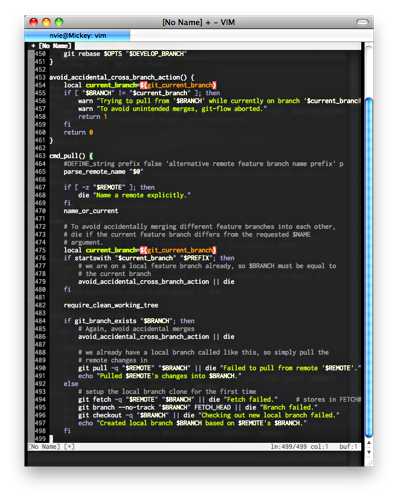 [No Name] + - VIM
nvie@Mickey: vim
+ [No Name]
450 git rebase $OPTS "$DEVELOP_BRANCH"
451 }
452
453 avoid_accidental_cross_branch_action() {
454 local current_branch=$(git_current_branch)
455 if [ "$BRANCH" != "$current_branch" ]; then
456 warn "Trying to pull from '$BRANCH' while currently on branch '$current_branc
457 warn "To avoid unintended merges, git-flow aborted."
458 return 1
459 fi
460 return 0
461 }
462
463 cmd_pull() {
464 #DEFINE_string prefix false 'alternative remote feature branch name prefix' p
465 parse_remote_name "$@"
466
467 if [ -z "$REMOTE" ]; then
468 die "Name a remote explicitly."
469 fi
470 name_or_current
471
472 # To avoid accidentally merging different feature branches into each other,
473 # die if the current feature branch differs from the requested $NAME
474 # argument.
475 local current_branch=$(git_current_branch)
476 if startswith "$current_branch" "$PREFIX"; then
477 # we are on a local feature branch already, so $BRANCH must be equal to
478 # the current branch
479 avoid_accidental_cross_branch_action || die
480 fi
481
482 require_clean_working_tree
483
484 if git_branch_exists "$BRANCH"; then
485 # Again, avoid accidental merges
486 avoid_accidental_cross_branch_action || die
487
488 # we already have a local branch called like this, so simply pull the
489 # remote changes in
490 git pull -q "$REMOTE" "$BRANCH" || die "Failed to pull from remote '$REMOTE'."
491 echo "Pulled $REMOTE's changes into $BRANCH."
492 else
493 # setup the local branch clone for the first time
494 git fetch -q "$REMOTE" "$BRANCH" || die "Fetch failed." # stores in FETCH
495 git branch --no-track "$BRANCH" FETCH_HEAD || die "Branch failed."
496 git checkout -q "$BRANCH" || die "Checking out new local branch failed."
497 echo "Created local branch $BRANCH based on $REMOTE's $BRANCH."
498 fi
499
[No Name] [+] ln:499/499 col:1 buf:1